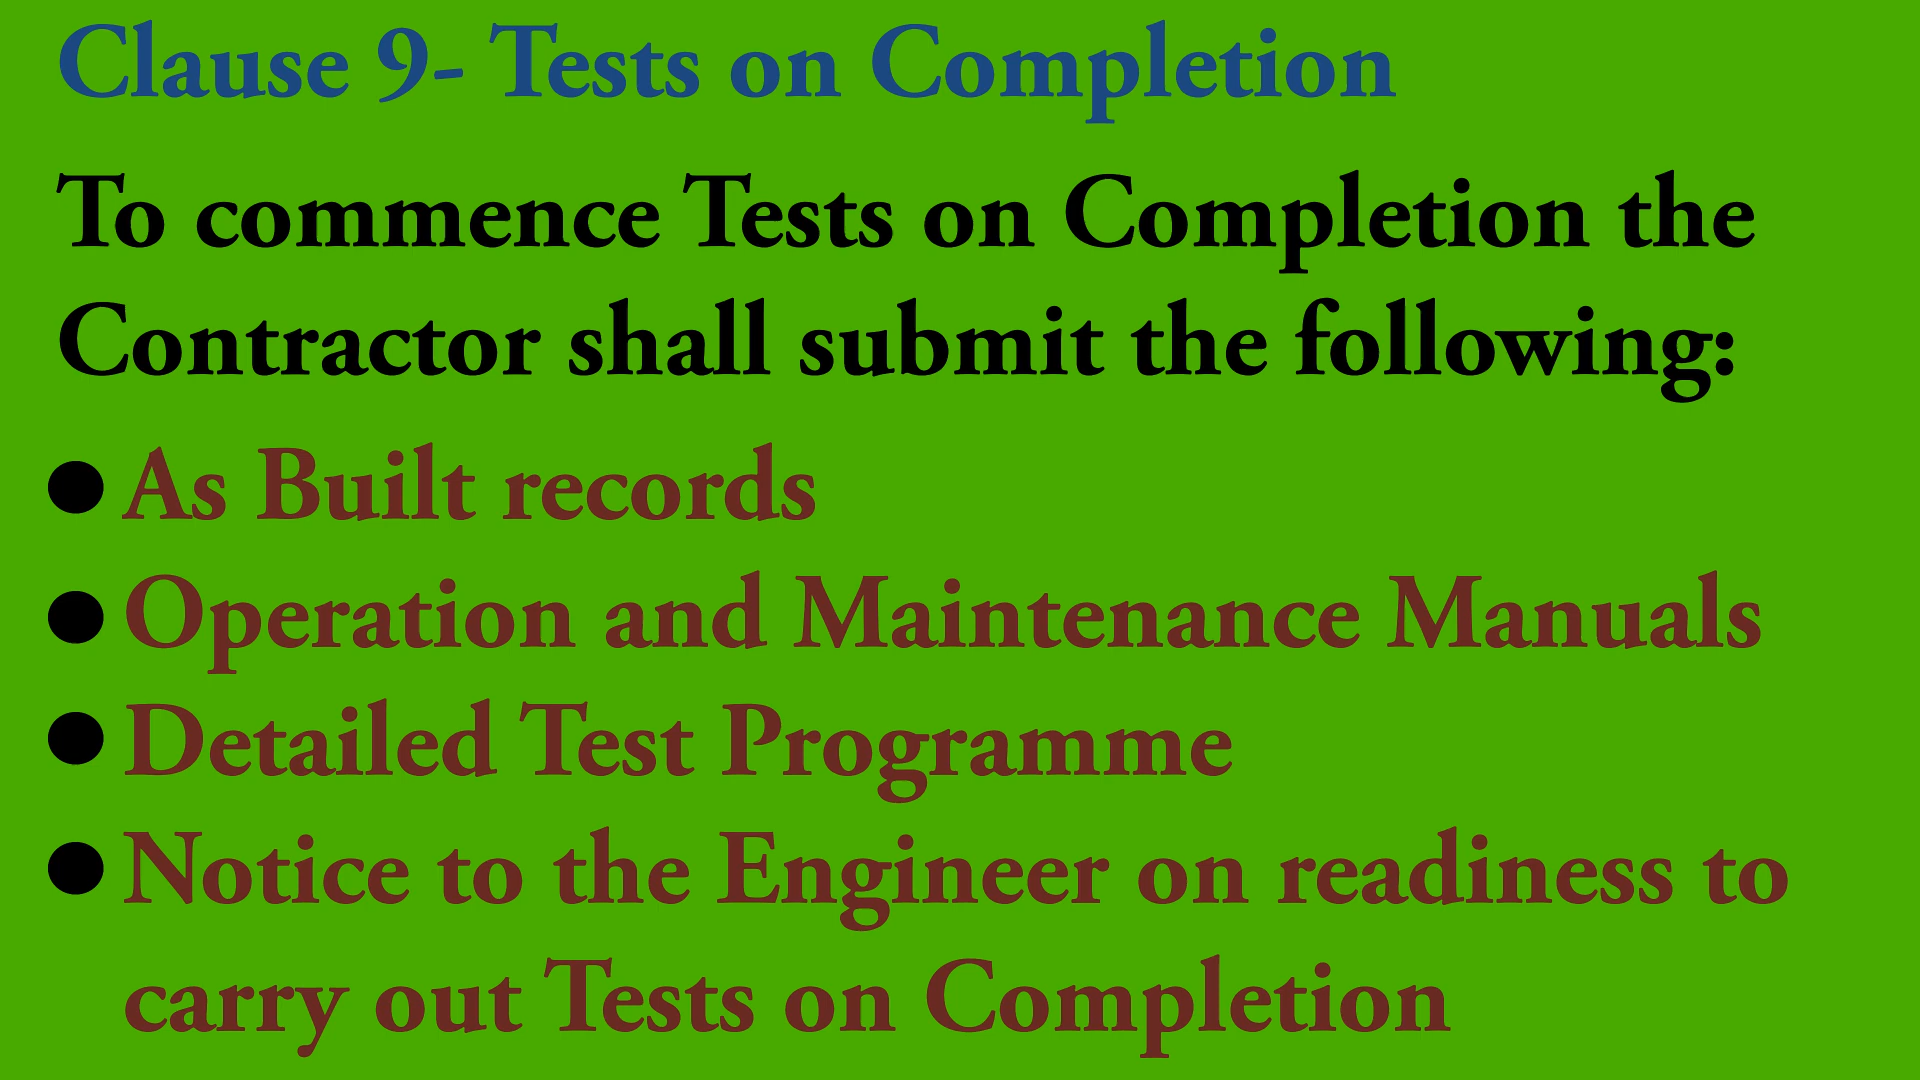 Clause 9- Tests on Completion
To commence Tests on Completion the
Contractor shall submit the following:
● As Built records
● Operation and Maintenance Manuals
● Detailed Test Programme
● Notice to the Engineer on readiness to
carry out Tests on Completion